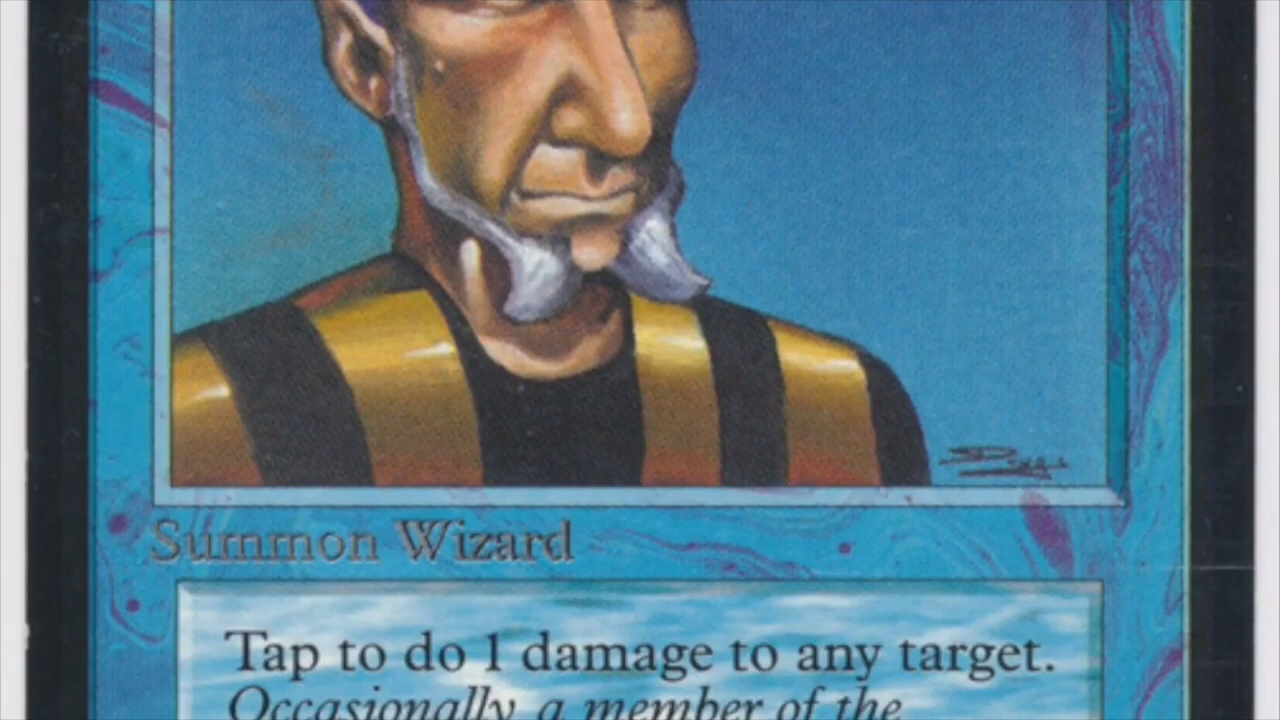 Summon Wizard
Tap to do 1 damage to any target.
Occasionally a member of the